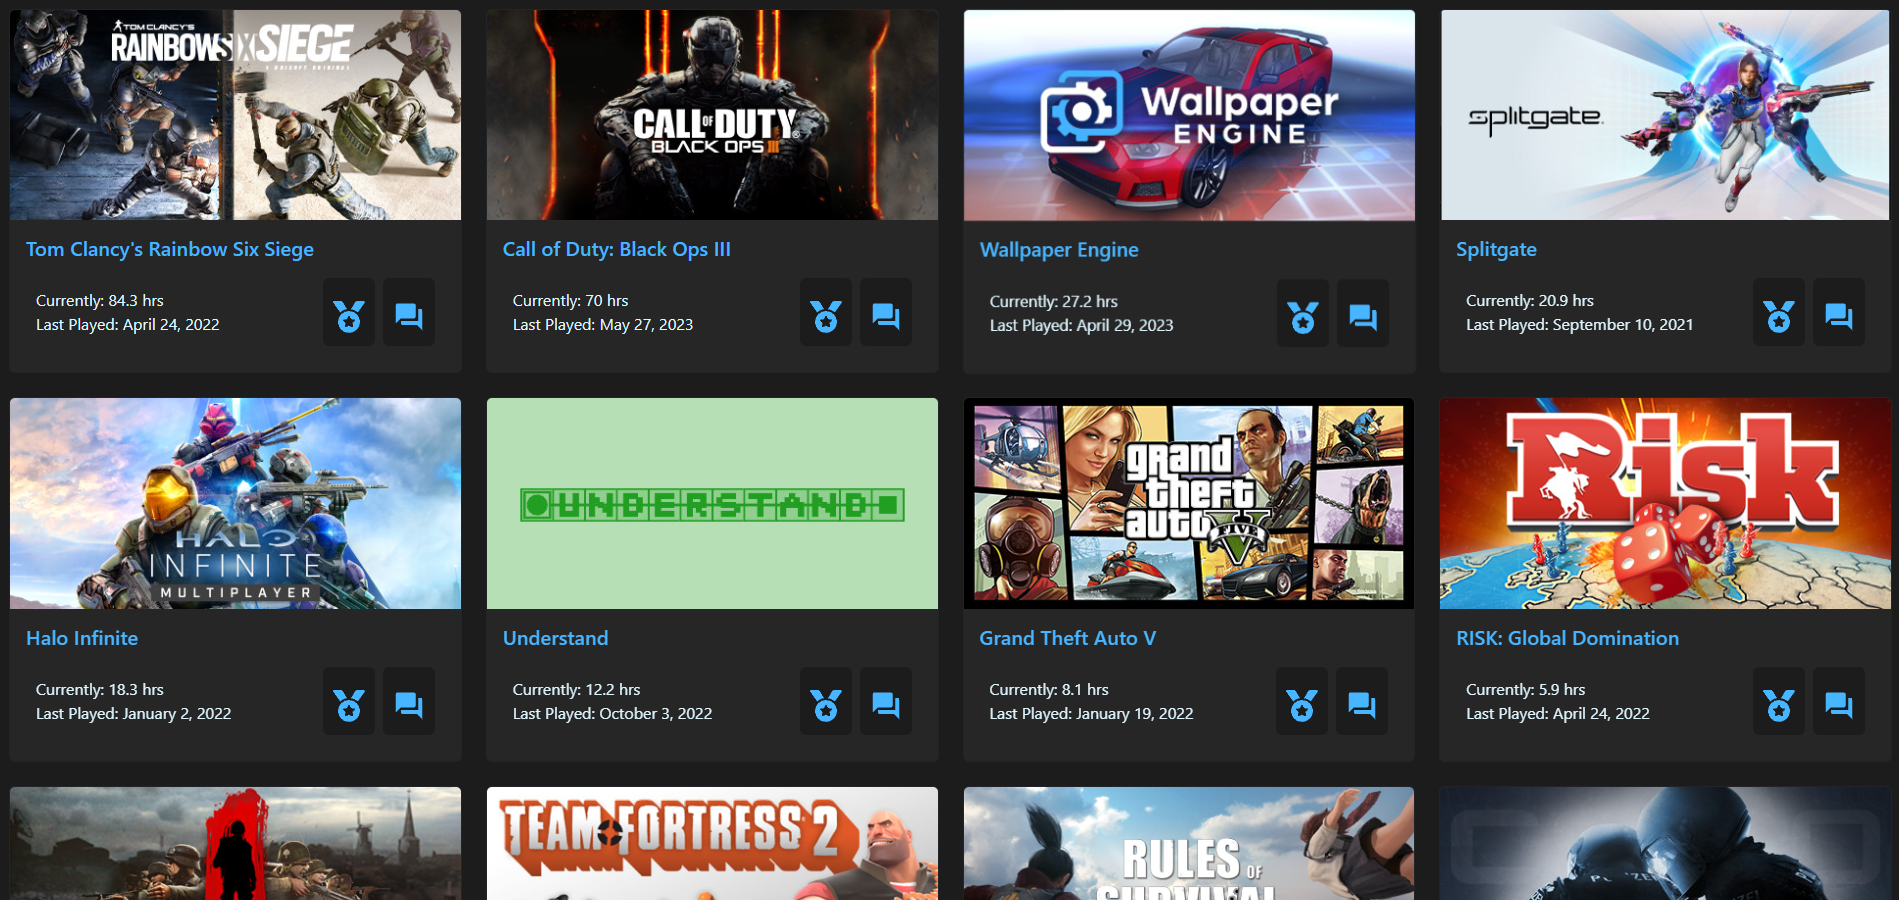 TOM CLANCY'S
RAINBOWSIXSIEGE
A UBISOFT ORIGINAL
CALL OF DUTY®
BLACK OPS III
Wallpaper
ENGINE
splitgate
Tom Clancy's Rainbow Six Siege
Call of Duty: Black Ops III
Wallpaper Engine
Splitgate
Currently: 84.3 hrs
Last Played: April 24, 2022
Currently: 70 hrs
Last Played: May 27, 2023
Currently: 27.2 hrs
Last Played: April 29, 2023
Currently: 20.9 hrs
Last Played: September 10, 2021
HALO
INFINITE
MULTIPLAYER
UNDERSTAND
grand
theft
auto
V
FIVE
Risk
Halo Infinite
Understand
Grand Theft Auto V
RISK: Global Domination
Currently: 18.3 hrs
Last Played: January 2, 2022
Currently: 12.2 hrs
Last Played: October 3, 2022
Currently: 8.1 hrs
Last Played: January 19, 2022
Currently: 5.9 hrs
Last Played: April 24, 2022
TEAM FORTRESS 2
RULES OF
SURVIVAL